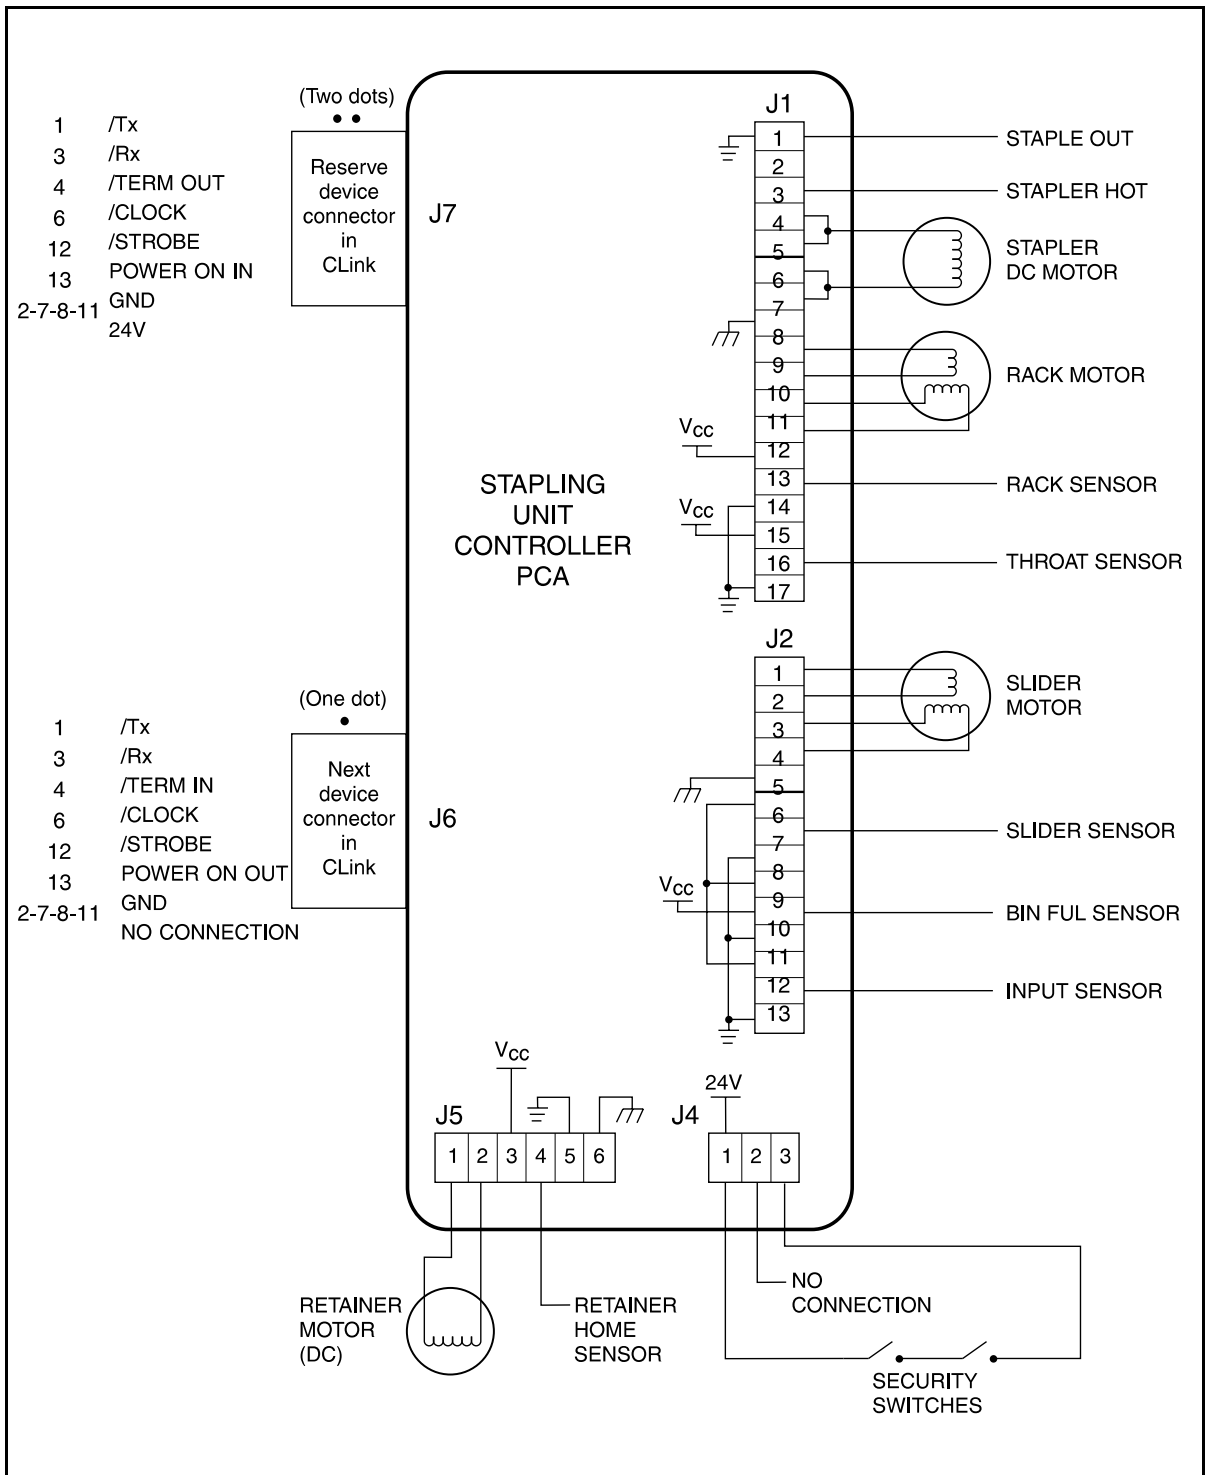 (Two dots)
1 /Tx
3 /Rx
4 /TERM OUT
6 /CLOCK
12 /STROBE
13 POWER ON IN
2-7-8-11 GND
24V
Reserve
device
connector
in
CLink
J7
(One dot)
1 /Tx
3 /Rx
4 /TERM IN
6 /CLOCK
12 /STROBE
13 POWER ON OUT
2-7-8-11 GND
NO CONNECTION
Next
device
connector
in
CLink
J6
STAPLING
UNIT
CONTROLLER
PCA
J1
1
2
3
4
5
6
7
8
9
10
11
12
13
14
15
16
17
VCC
VCC
STAPLE OUT
STAPLER HOT
STAPLER
DC MOTOR
RACK MOTOR
RACK SENSOR
THROAT SENSOR
J2
1
2
3
4
5
6
7
8
9
10
11
12
13
VCC
SLIDER
MOTOR
SLIDER SENSOR
BIN FUL SENSOR
INPUT SENSOR
VCC
J5
1 2 3 4 5 6
24V
J4
1 2 3
RETAINER
MOTOR
(DC)
RETAINER
HOME
SENSOR
NO
CONNECTION
SECURITY
SWITCHES